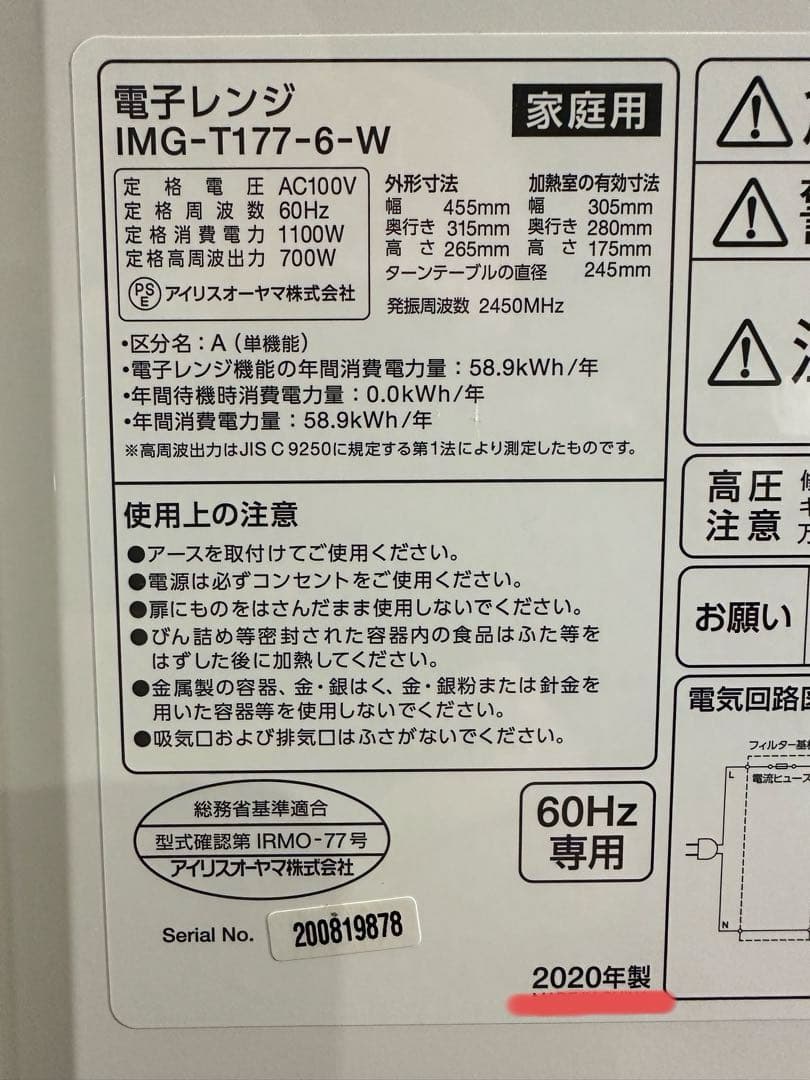 電子レンジ
IMG-T177-6-W
家庭用
定格電圧 AC100V
定格周波数 60Hz
定格消費電力 1100W
定格高周波出力 700W
PS
E
アイリスオーヤマ株式会社
外形寸法
幅 455mm
奥行き 315mm
高さ 265mm
加熱室の有効寸法
幅 305mm
奥行き 280mm
高さ 175mm
ターンテーブルの直径 245mm
発振周波数 2450MHz
•区分名：A（単機能）
•電子レンジ機能の年間消費電力量：58.9kWh/年
•年間待機時消費電力量：0.0kWh/年
•年間消費電力量：58.9kWh/年
※高周波出力はJIS C 9250に規定する第1法により測定したものです。
使用上の注意
●アースを取付けてご使用ください。
●電源は必ずコンセントをご使用ください。
●扉にものをはさんだまま使用しないでください。
●びん詰め等密封された容器内の食品はふた等を
はずした後に加熱してください。
●金属製の容器、金・銀はく、金・銀粉または針金を
用いた容器等を使用しないでください。
●吸気口および排気口はふさがないでください。
総務省基準適合
型式確認第 IRMO-77号
アイリスオーヤマ株式会社
60Hz
専用
Serial No. 200819878
2020年製
高圧
注意
お願い
電気回路図
フィルター基板
電流ヒューズ
L
N